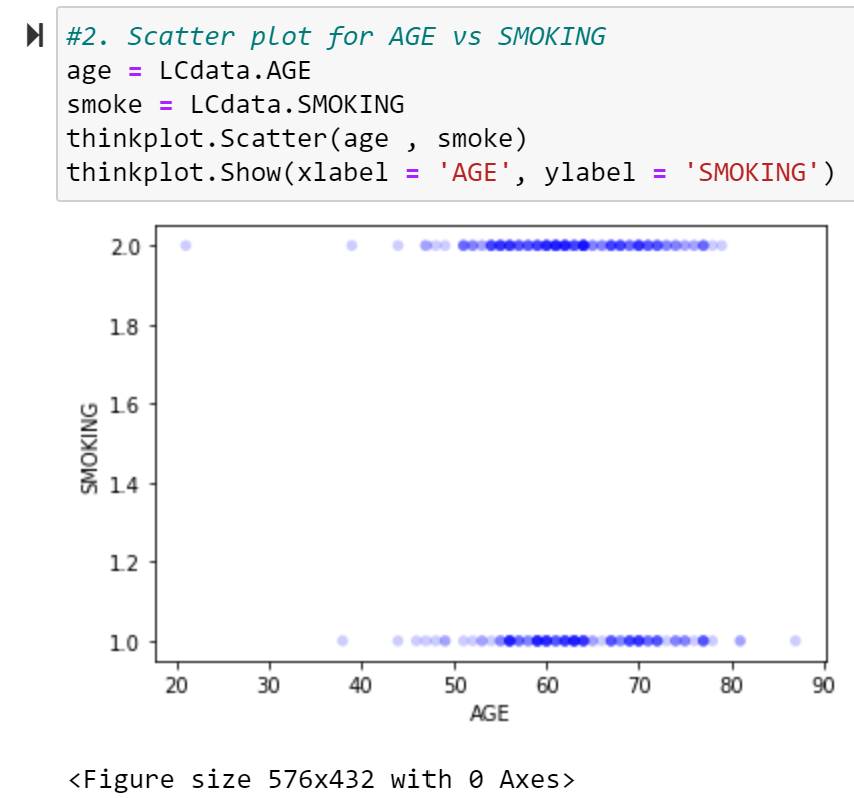 #2. Scatter plot for AGE vs SMOKING
age = LCdata.AGE
smoke = LCdata.SMOKING
thinkplot.Scatter(age , smoke)
thinkplot.Show(xlabel = 'AGE', ylabel = 'SMOKING')
2.0
1.8
1.6
1.4
1.2
1.0
SMOKING
20 30 40 50 60 70 80 90
AGE
<Figure size 576x432 with 0 Axes>